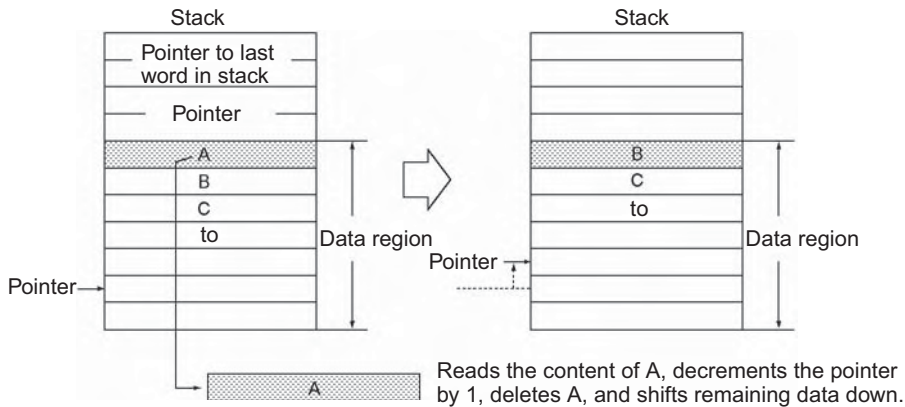 Stack
Pointer to last
word in stack
Pointer
A
B
C
to
Data region
Pointer
A
Stack
B
C
to
Data region
Pointer
Reads the content of A, decrements the pointer
by 1, deletes A, and shifts remaining data down.